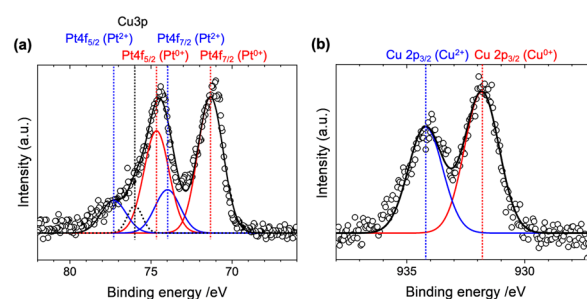 Cu3p
Pt4f5/2 (Pt2+) Pt4f7/2 (Pt2+)
(a) Pt4f5/2 (Pt0+) Pt4f7/2 (Pt0+)
Intensity (a.u.)
80 75 70
Binding energy /eV
(b) Cu 2p3/2 (Cu2+) Cu 2p3/2 (Cu0+)
Intensity (a.u.)
935 930
Binding energy /eV